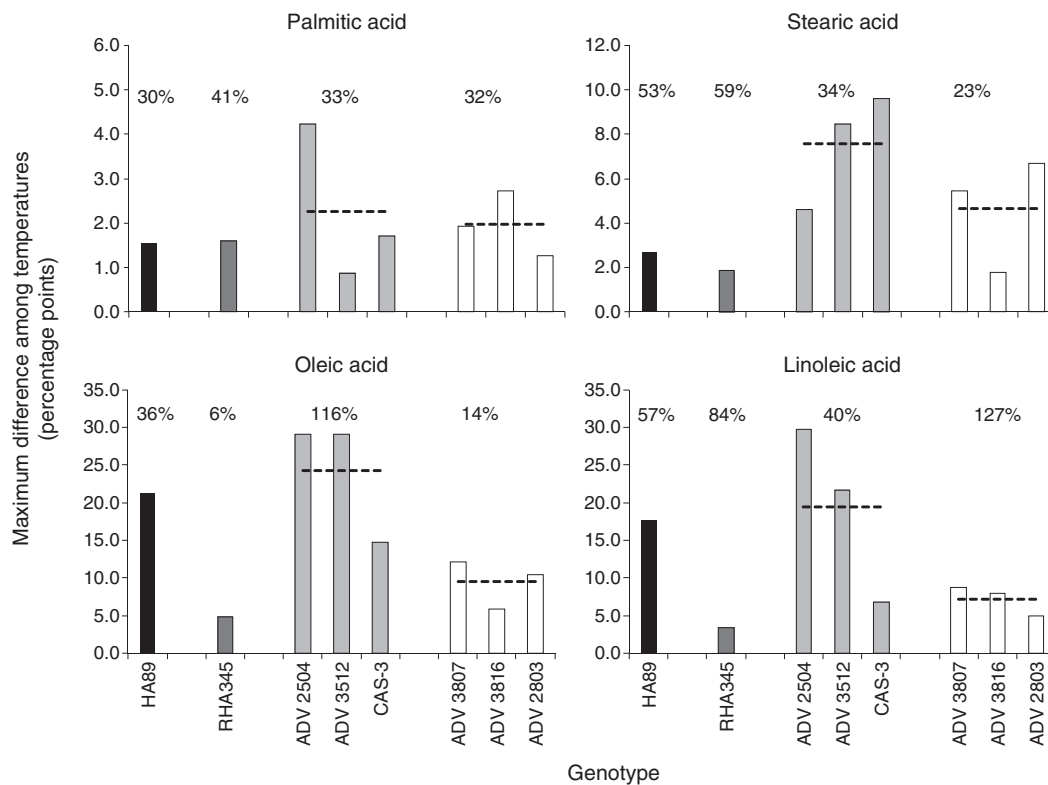 Palmitic acid
6.0
5.0
4.0
3.0
2.0
1.0
0.0
30% 41% 33% 32%
Stearic acid
12.0
10.0
8.0
6.0
4.0
2.0
0.0
53% 59% 34% 23%
Maximum difference among temperatures
(percentage points)
Oleic acid
35.0
30.0
25.0
20.0
15.0
10.0
5.0
0.0
36% 6% 116% 14%
HA89
RHA345
ADV 2504
ADV 3512
CAS-3
ADV 3807
ADV 3816
ADV 2803
Linoleic acid
35.0
30.0
25.0
20.0
15.0
10.0
5.0
0.0
57% 84% 40% 127%
HA89
RHA345
ADV 2504
ADV 3512
CAS-3
ADV 3807
ADV 3816
ADV 2803
Genotype